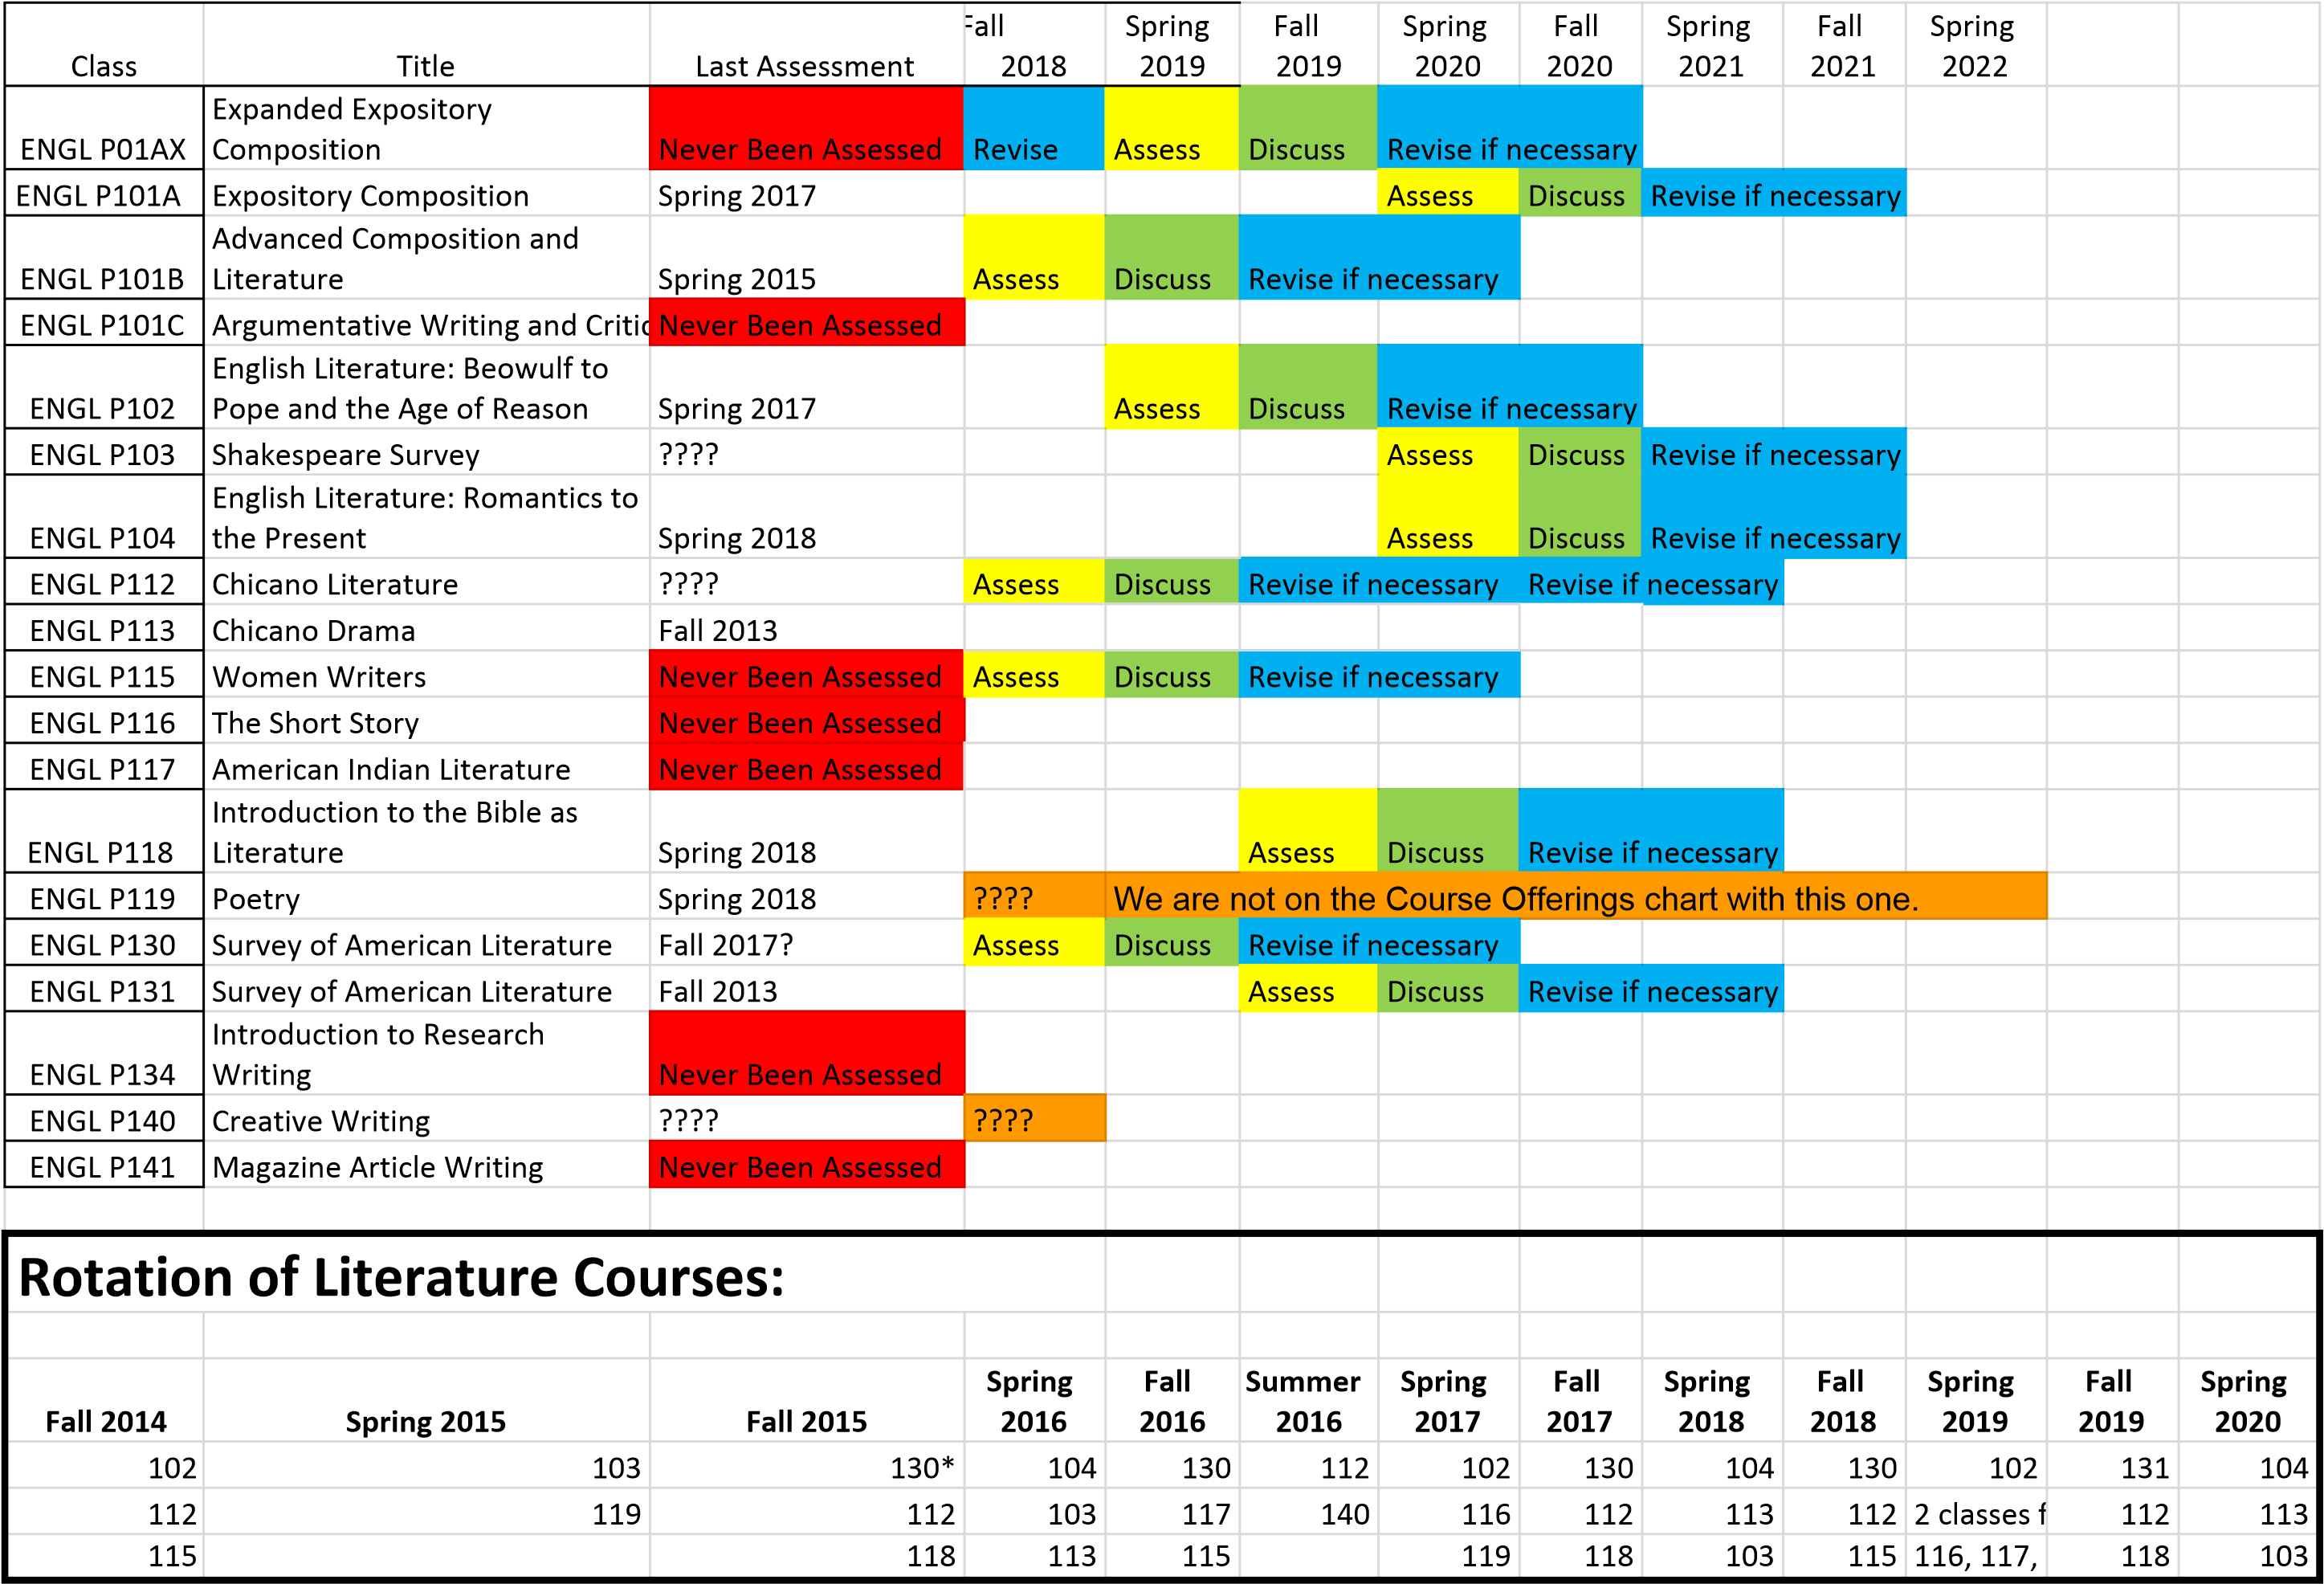 Class Title Last Assessment Fall 2018 Spring 2019 Fall 2019 Spring 2020 Fall 2020 Spring 2021 Fall 2021 Spring 2022
ENGL P01AX Expanded Expository Composition Never Been Assessed Revise Assess Discuss Revise if necessary
ENGL P101A Expository Composition Spring 2017 Assess Discuss Revise if necessary
ENGL P101B Advanced Composition and Literature Spring 2015 Assess Discuss Revise if necessary
ENGL P101C Argumentative Writing and Never Been Assessed
ENGL P102 English Literature: Beowulf to Pope and the Age of Reason Spring 2017 Assess Discuss Revise if necessary
ENGL P103 Shakespeare Survey ???? Assess Discuss Revise if necessary
ENGL P104 English Literature: Romantics to the Present Spring 2018 Assess Discuss Revise if necessary
ENGL P112 Chicano Literature ???? Assess Discuss Revise if necessary Revise if necessary
ENGL P113 Chicano Drama Fall 2013
ENGL P115 Women Writers Never Been Assessed Assess Discuss Revise if necessary
ENGL P116 The Short Story Never Been Assessed
ENGL P117 American Indian Literature Never Been Assessed
ENGL P118 Introduction to the Bible as Literature Spring 2018 Assess Discuss Revise if necessary
ENGL P119 Poetry Spring 2018 ???? We are not on the Course Offerings chart with this one.
ENGL P130 Survey of American Literature Fall 2017? Assess Discuss Revise if necessary
ENGL P131 Survey of American Literature Fall 2013 Assess Discuss Revise if necessary
ENGL P134 Introduction to Research Writing Never Been Assessed
ENGL P140 Creative Writing ???? ????
ENGL P141 Magazine Article Writing Never Been Assessed
Rotation of Literature Courses:
Fall 2014 Spring 2015 Fall 2015 Spring 2016 Fall 2016 Summer 2016 Spring 2017 Fall 2017 Spring 2018 Fall 2018 Spring 2019 Fall 2019 Spring 2020
102 103 130* 104 130 112 102 130 104 130 102 131 104
112 119 112 103 117 140 116 112 113 112 2 classes f 112 113
115 118 113 115 119 118 103 115 116, 117, 118 103